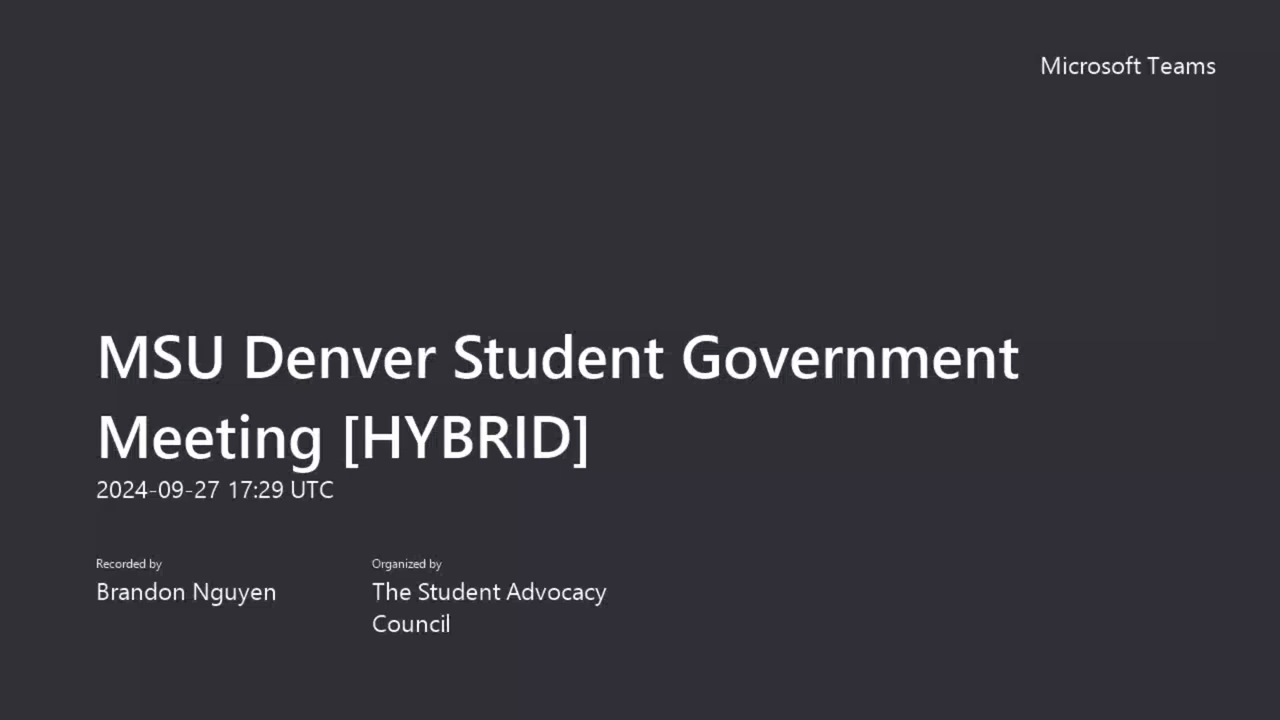 Microsoft Teams
MSU Denver Student Government
Meeting [HYBRID]
2024-09-27 17:29 UTC
Recorded by
Brandon Nguyen
Organized by
The Student Advocacy
Council